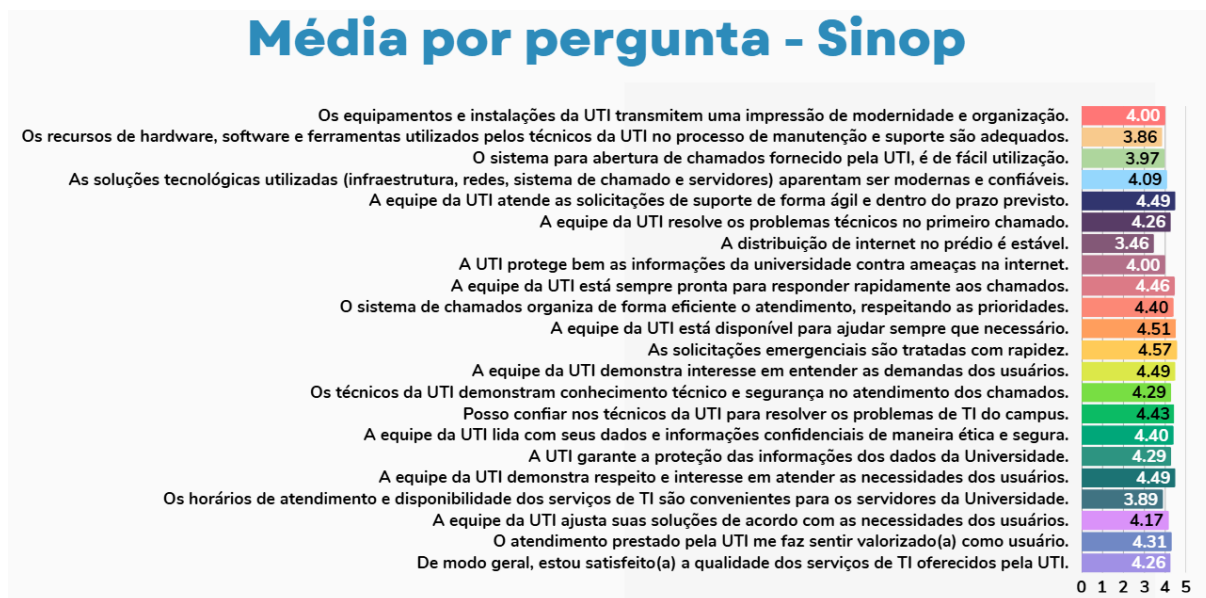 Média por pergunta - Sinop
Os equipamentos e instalações da UTI transmitem uma impressão de modernidade e organização. 4.00
Os recursos de hardware, software e ferramentas utilizados pelos técnicos da UTI no processo de manutenção e suporte são adequados. 3.86
O sistema para abertura de chamados fornecido pela UTI, é de fácil utilização. 3.97
As soluções tecnológicas utilizadas (infraestrutura, redes, sistema de chamado e servidores) aparentam ser modernas e confiáveis. 4.09
A equipe da UTI atende as solicitações de suporte de forma ágil e dentro do prazo previsto. 4.49
A equipe da UTI resolve os problemas técnicos no primeiro chamado. 4.26
A distribuição de internet no prédio é estável. 3.46
A UTI protege bem as informações da universidade contra ameaças na internet. 4.00
A equipe da UTI está sempre pronta para responder rapidamente aos chamados. 4.46
O sistema de chamados organiza de forma eficiente o atendimento, respeitando as prioridades. 4.40
A equipe da UTI está disponível para ajudar sempre que necessário. 4.51
As solicitações emergenciais são tratadas com rapidez. 4.57
A equipe da UTI demonstra interesse em entender as demandas dos usuários. 4.49
Os técnicos da UTI demonstram conhecimento técnico e segurança no atendimento dos chamados. 4.29
Posso confiar nos técnicos da UTI para resolver os problemas de TI do campus. 4.43
A equipe da UTI lida com seus dados e informações confidenciais de maneira ética e segura. 4.40
A UTI garante a proteção das informações dos dados da Universidade. 4.29
A equipe da UTI demonstra respeito e interesse em atender as necessidades dos usuários. 4.49
Os horários de atendimento e disponibilidade dos serviços de TI são convenientes para os servidores da Universidade. 3.89
A equipe da UTI ajusta suas soluções de acordo com as necessidades dos usuários. 4.17
O atendimento prestado pela UTI me faz sentir valorizado(a) como usuário. 4.31
De modo geral, estou satisfeito(a) a qualidade dos serviços de TI oferecidos pela UTI. 4.26
0 1 2 3 4 5